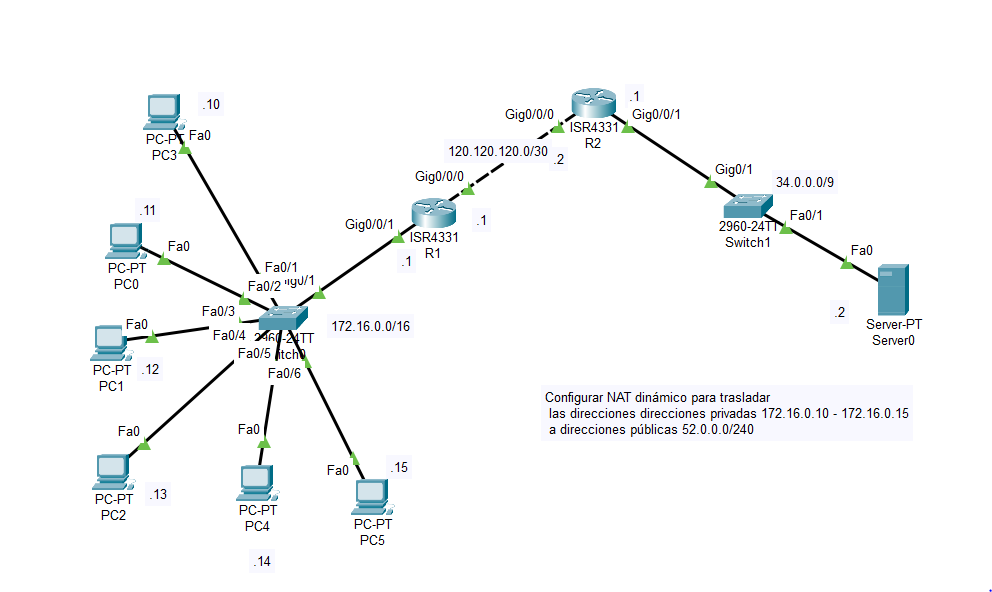 .10
Fa0
PC-PT
PC3
.11
Fa0
PC-PT
PC0
Fa0
PC-PT
PC1
.12
Fa0
PC-PT
PC2
.13
Fa0
PC-PT
PC4
.14
Fa0
.15
PC-PT
PC5
Fa0/1
Fa0/2
Fa0/3
Fa0/4
Fa0/5
Fa0/6
172.16.0.0/16
Gig0/0/1
.1
ISR4331
R1
.1
Gig0/0/0
120.120.120.0/30
.2
Gig0/0/0
ISR4331
R2
.1
Gig0/0/1
Gig0/1
34.0.0.0/9
2960-24TT
Switch1
Fa0/1
Fa0
.2
Server-PT
Server0
Configurar NAT dinámico para trasladar
las direcciones direcciones privadas 172.16.0.10 - 172.16.0.15
a direcciones públicas 52.0.0.0/240